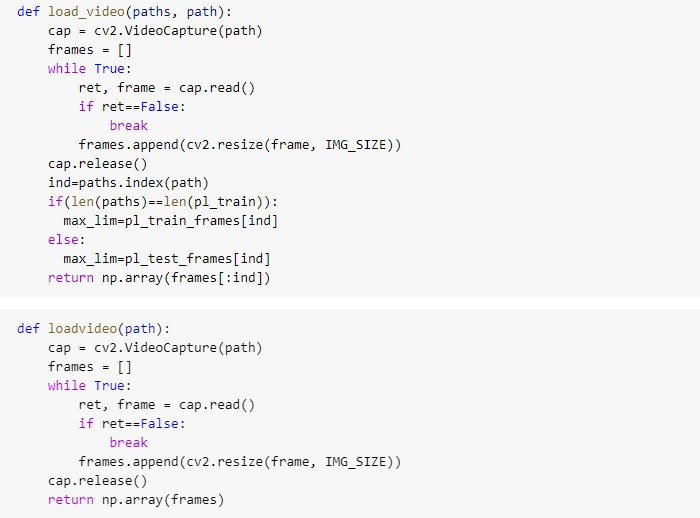 def load_video(paths, path):
    cap = cv2.VideoCapture(path)
    frames = []
    while True:
        ret, frame = cap.read()
        if ret==False:
            break
        frames.append(cv2.resize(frame, IMG_SIZE))
    cap.release()
    ind=paths.index(path)
    if(len(paths)==len(pl_train)):
      max_lim=pl_train_frames[ind]
    else:
      max_lim=pl_test_frames[ind]
    return np.array(frames[:ind])
def loadvideo(path):
    cap = cv2.VideoCapture(path)
    frames = []
    while True:
        ret, frame = cap.read()
        if ret==False:
            break
        frames.append(cv2.resize(frame, IMG_SIZE))
    cap.release()
    return np.array(frames)